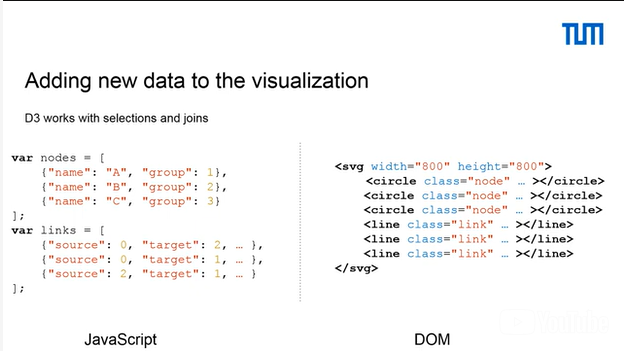 TUM
Adding new data to the visualization
D3 works with selections and joins
var nodes = [
{"name": "A", "group": 1},
{"name": "B", "group": 2},
{"name": "C", "group": 3}
];
var links = [
{"source": 0, "target": 2, … },
{"source": 0, "target": 1, … },
{"source": 2, "target": 1, … }
];
JavaScript
<svg width="800" height="800">
<circle class="node" … ></circle>
<circle class="node" … ></circle>
<circle class="node" … ></circle>
<line class="link" … ></line>
<line class="link" … ></line>
<line class="link" … ></line>
</svg>
DOM
YouTube